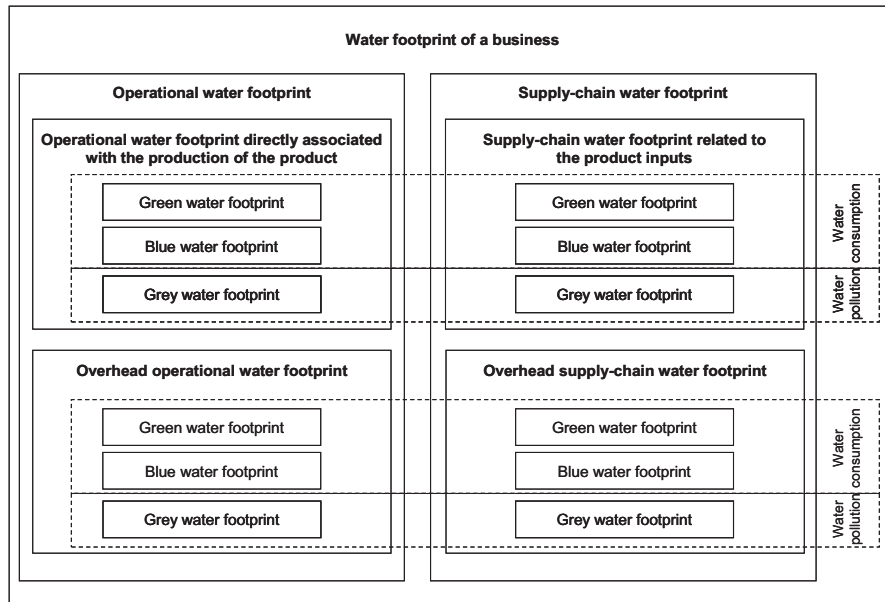 Water footprint of a business
Operational water footprint
Supply-chain water footprint
Operational water footprint directly associated
with the production of the product
Supply-chain water footprint related to
the product inputs
Green water footprint
Green water footprint
Blue water footprint
Blue water footprint
Water
consumption
Grey water footprint
Grey water footprint
Water
pollution
Overhead operational water footprint
Overhead supply-chain water footprint
Green water footprint
Green water footprint
Blue water footprint
Blue water footprint
Water
consumption
Grey water footprint
Grey water footprint
Water
pollution